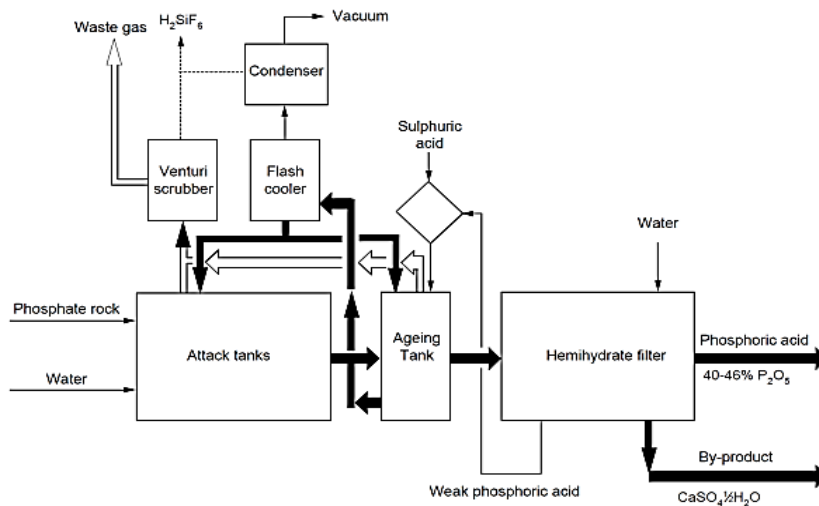 Waste gas
H₂SiF₆
Vacuum
Condenser
Sulphuric
acid
Venturi
scrubber
Flash
cooler
Water
Phosphate rock
Attack tanks
Ageing
Tank
Hemihydrate filter
Phosphoric acid
40-46% P₂O₅
Water
By-product
Weak phosphoric acid
CaSO₄½H₂O